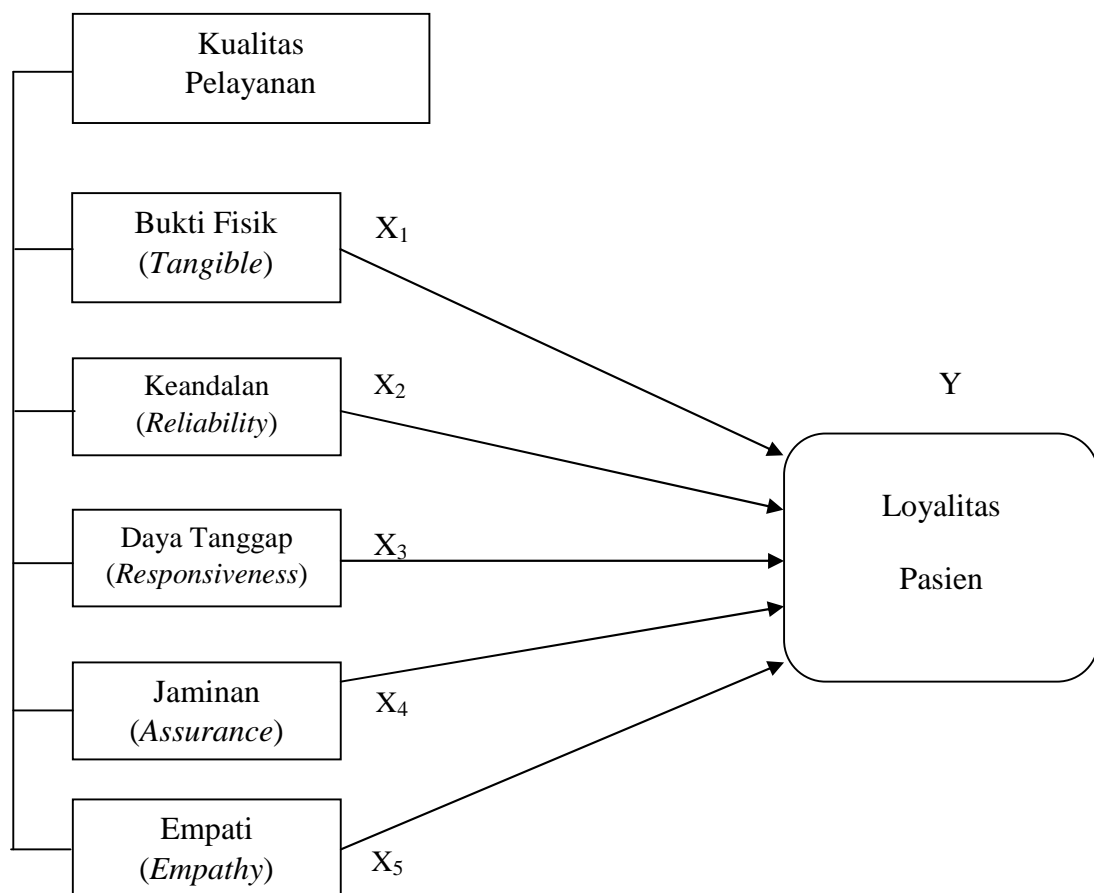 Kualitas
Pelayanan
Bukti Fisik
(Tangible)
X₁
Keandalan
(Reliability)
X₂
Y
Daya Tanggap
(Responsiveness)
X₃
Loyalitas
Pasien
Jaminan
(Assurance)
X₄
Empati
(Empathy)
X₅